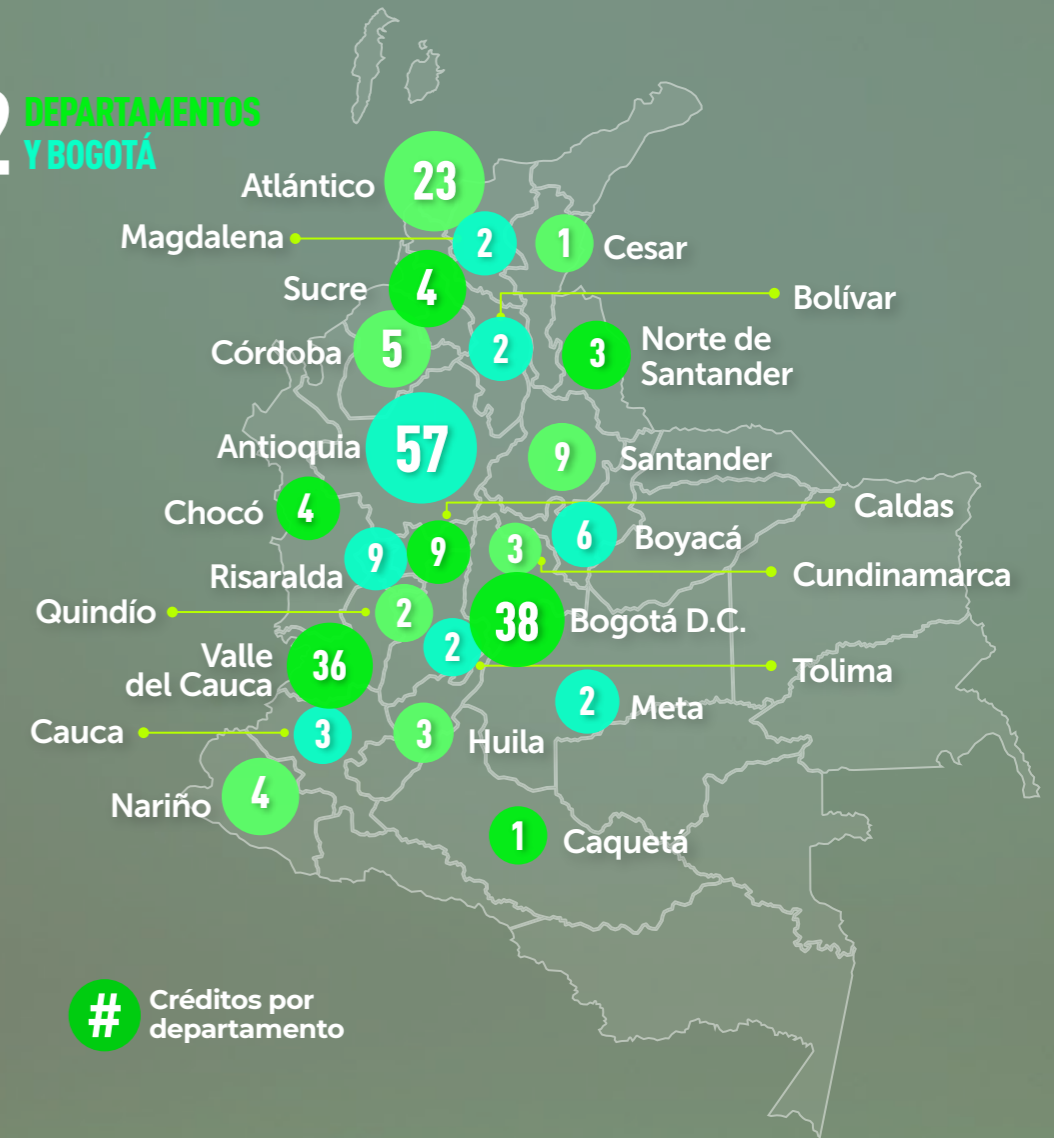 2 DEPARTAMENTOS
Y BOGOTÁ
Atlántico 23
Magdalena 2
1 Cesar
Sucre 4
Bolívar
2
Córdoba 5
3 Norte de
Santander
Antioquia 57
9 Santander
Chocó 4
Caldas
9
6 Boyacá
Risaralda 9
3
Cundinamarca
Quindío 2
38 Bogotá D.C.
2
Tolima
Valle
del Cauca 36
2 Meta
Cauca 3
3 Huila
Nariño 4
1 Caquetá
# Créditos por
departamento